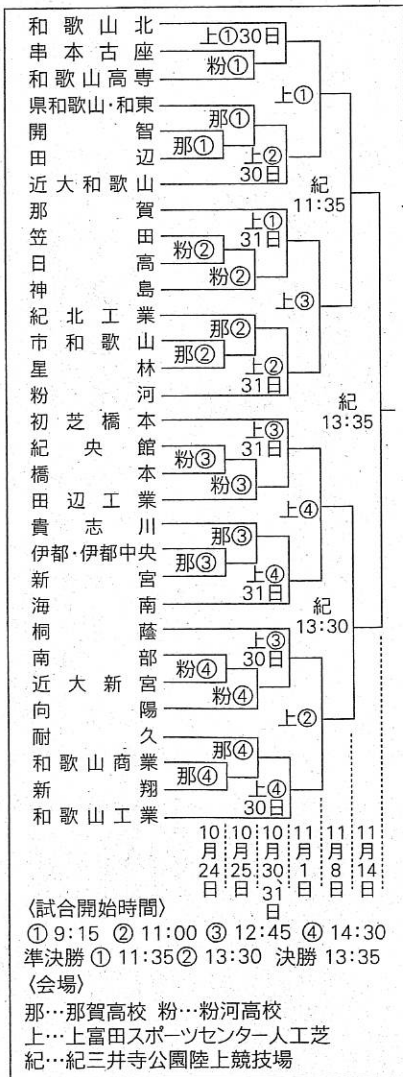 和歌山北
串本古座
和歌山高専
県和歌山・和東
開智
田辺
近大和歌山
那賀
笠田
日高
神島
紀北工業
市和歌山
星林
粉河
初芝橋本
紀央館
橋本
田辺工業
貴志川
伊都・伊都中央
新宮
海南
桐蔭
南部
近大新宮
向陽
耐久
和歌山商業
新翔
和歌山工業
上①30日
粉①
那①
那①
上②
30日
上①
上①
31日
粉②
粉②
那②
那②
上②
31日
上③
紀
11:35
上③
31日
粉③
粉③
那③
那③
上④
31日
上④
上③
30日
粉④
粉④
那④
那④
上④
30日
上②
紀
13:30
紀
13:35
10月24日
10月25日
10月30、31日
11月1日
11月8日
11月14日
〈試合開始時間〉
① 9:15 ② 11:00 ③ 12:45 ④ 14:30
準決勝 ① 11:35② 13:30 決勝 13:35
〈会場〉
那…那賀高校 粉…粉河高校
上…上富田スポーツセンター人工芝
紀…紀三井寺公園陸上競技場